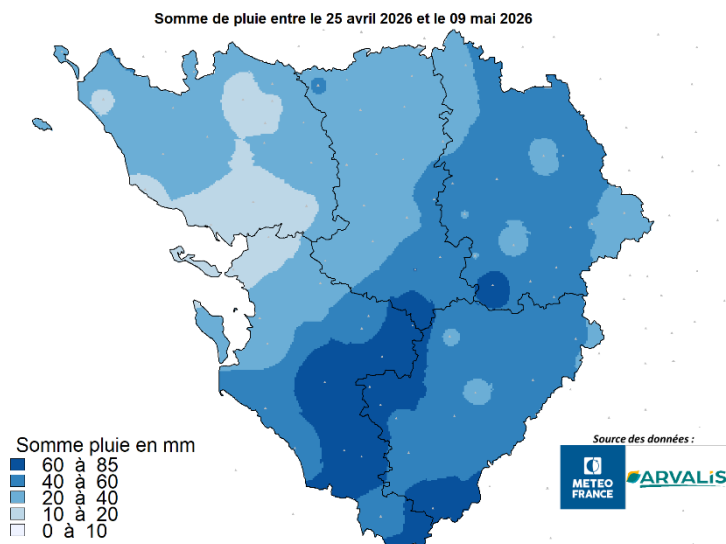 Somme de pluie entre le 25 avril 2026 et le 09 mai 2026
Somme pluie en mm
60 à 85
40 à 60
20 à 40
10 à 20
0 à 10
Source des données :
METEO
FRANCE
ARVALIS